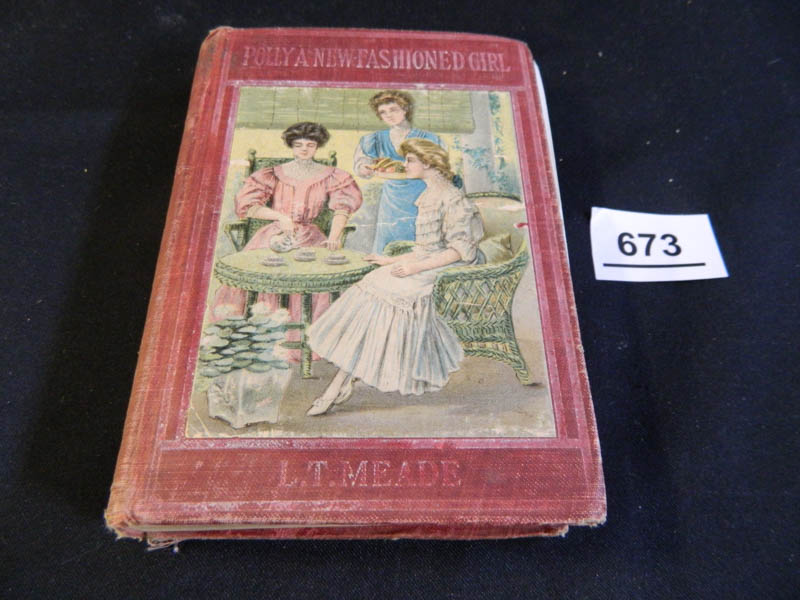 POLLY A NEW-FASHIONED GIRL
673
L.T. MEADE